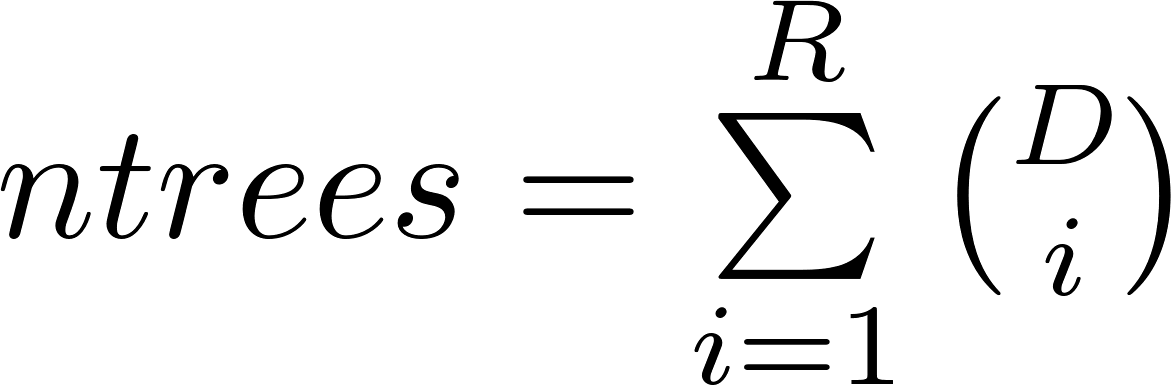 ntrees = \sum_{i=1}^{R} \binom{D}{i}